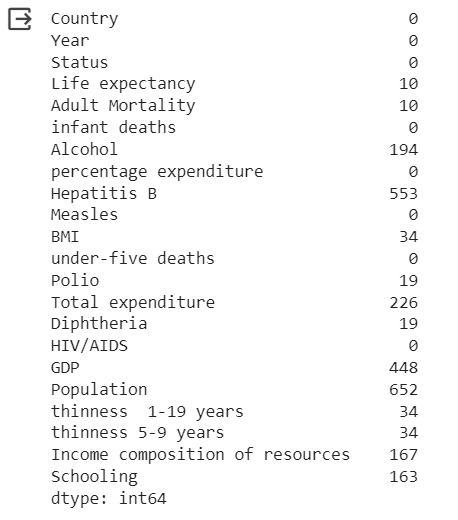 Country 0
Year 0
Status 0
Life expectancy 10
Adult Mortality 10
infant deaths 0
Alcohol 194
percentage expenditure 0
Hepatitis B 553
Measles 0
BMI 34
under-five deaths 0
Polio 19
Total expenditure 226
Diphtheria 19
HIV/AIDS 0
GDP 448
Population 652
thinness  1-19 years 34
thinness 5-9 years 34
Income composition of resources 167
Schooling 163
dtype: int64